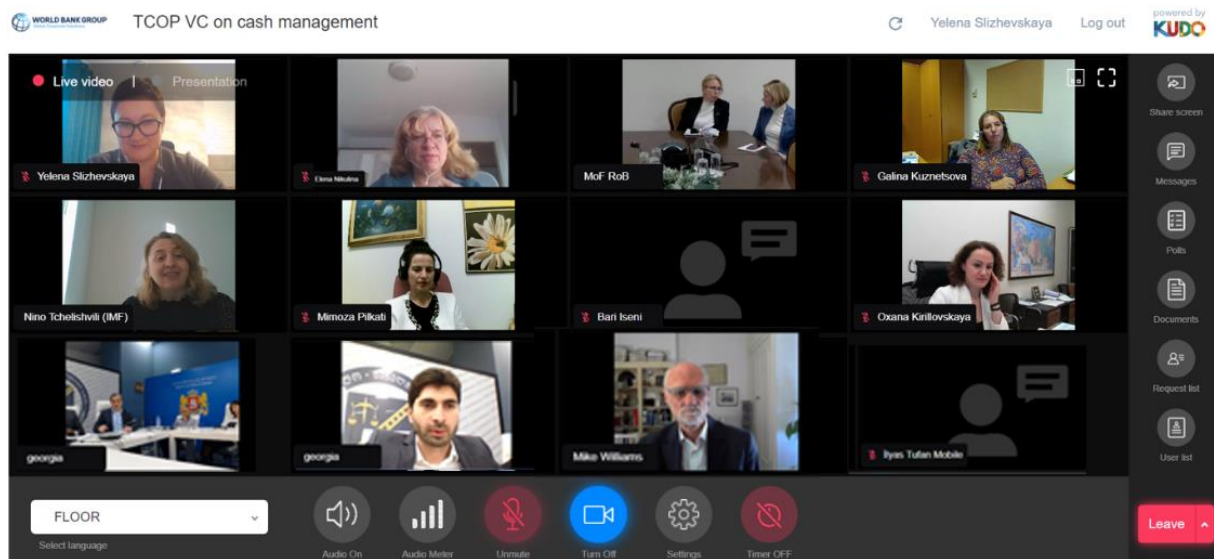 WORLD BANK GROUP
TCOP VC on cash management
Yelena Slizhevskaya
Log out
powered by
KUDO
Live video | Presentation
Share screen
Yelena Slizhevskaya
Elena Nikulina
MoF RoB
Galina Kuznetsova
Messages
Polls
Nino Tchelishvili (IMF)
Mimoza Pilkati
Bari Iseni
Oxana Kirillovskaya
Documents
Request list
georgia
georgia
Mike Williams
Ilyas Tufan Mobile
User list
FLOOR
Select language
Audio On
Audio Meter
Unmute
Turn Off
Settings
Timer OFF
Leave